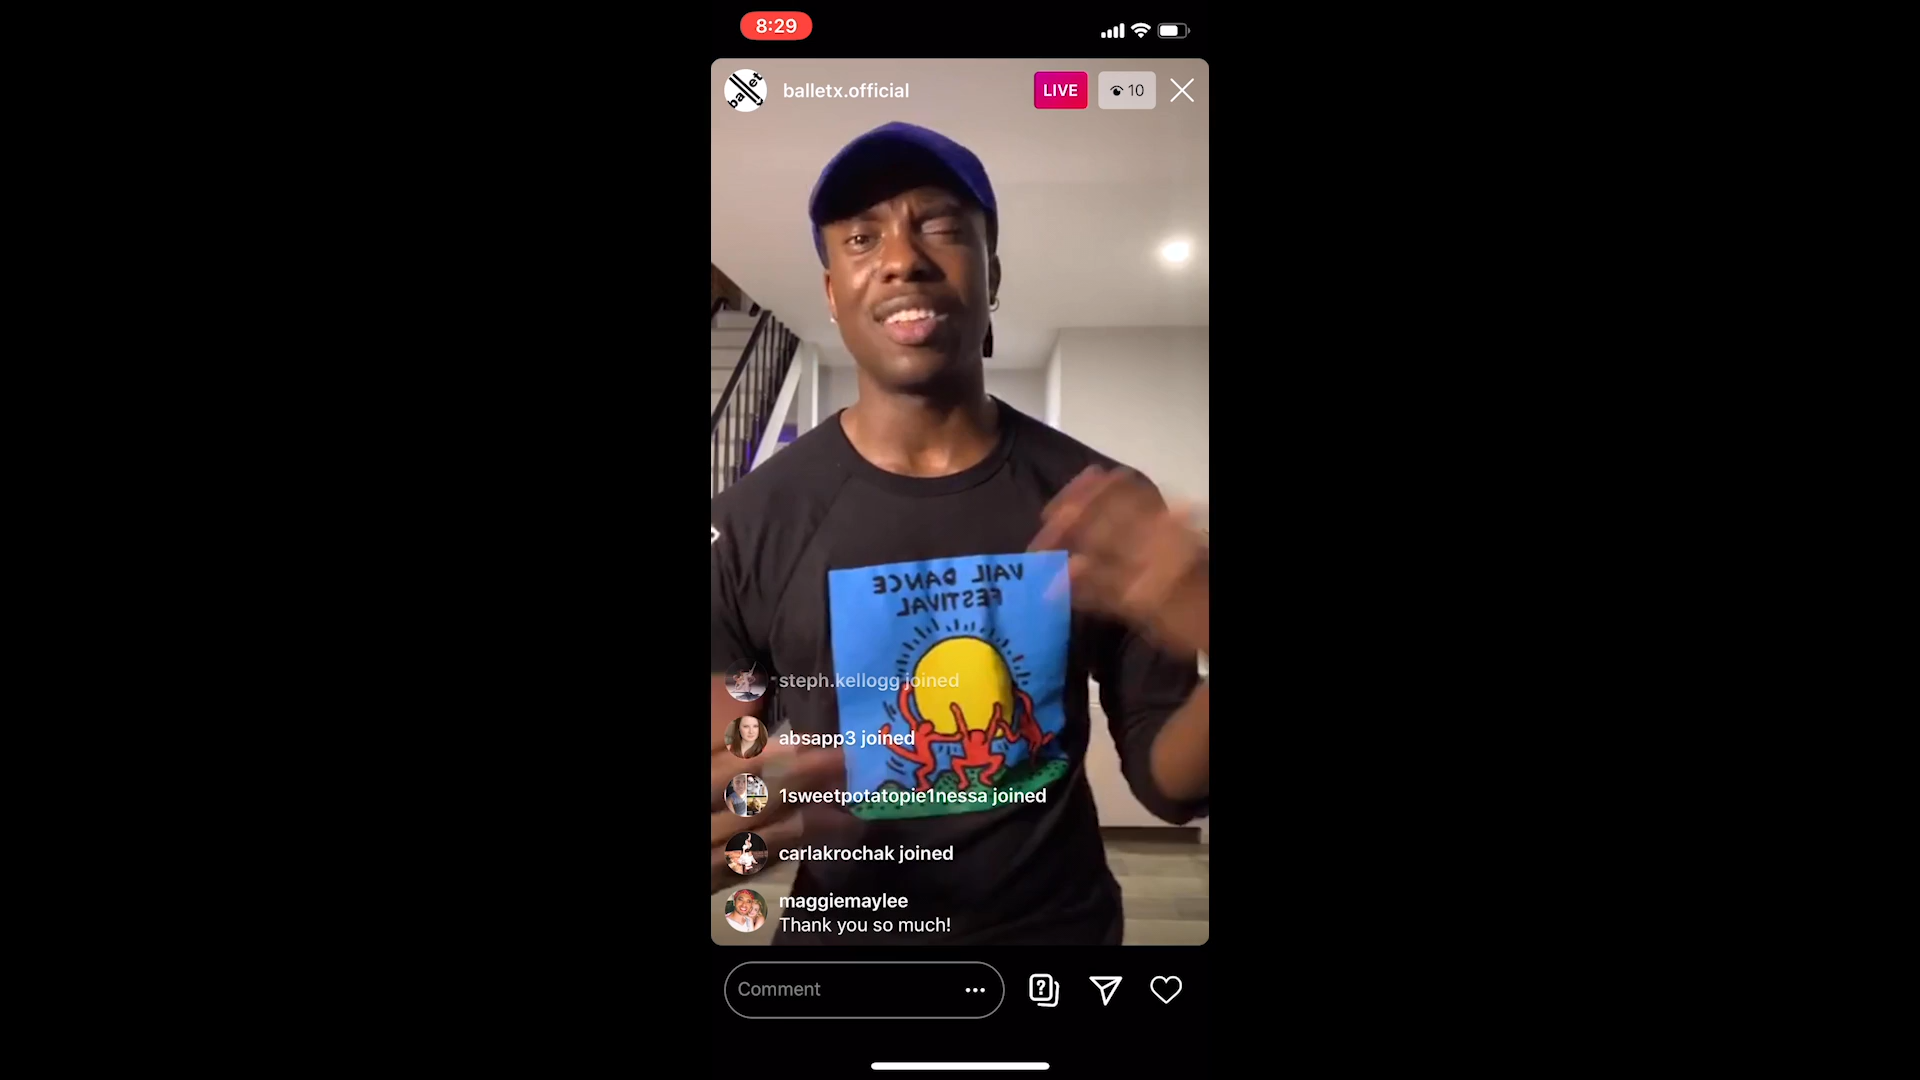 8:29
ballet
balletx.official
LIVE
10
VAIL DANCE
FESTIVAL
steph.kellogg joined
absapp3 joined
1sweetpotatopie1nessa joined
carlakrochak joined
maggiemaylee
Thank you so much!
Comment